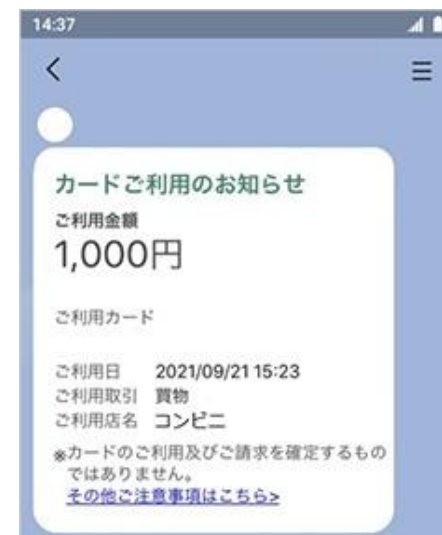 14:37
カードご利用のお知らせ
ご利用金額
1,000円
ご利用カード
ご利用日 2021/09/21 15:23
ご利用取引 買物
ご利用店名 コンビニ
※カードのご利用及びご請求を確定するもの
ではありません。
その他ご注意事項はこちら>